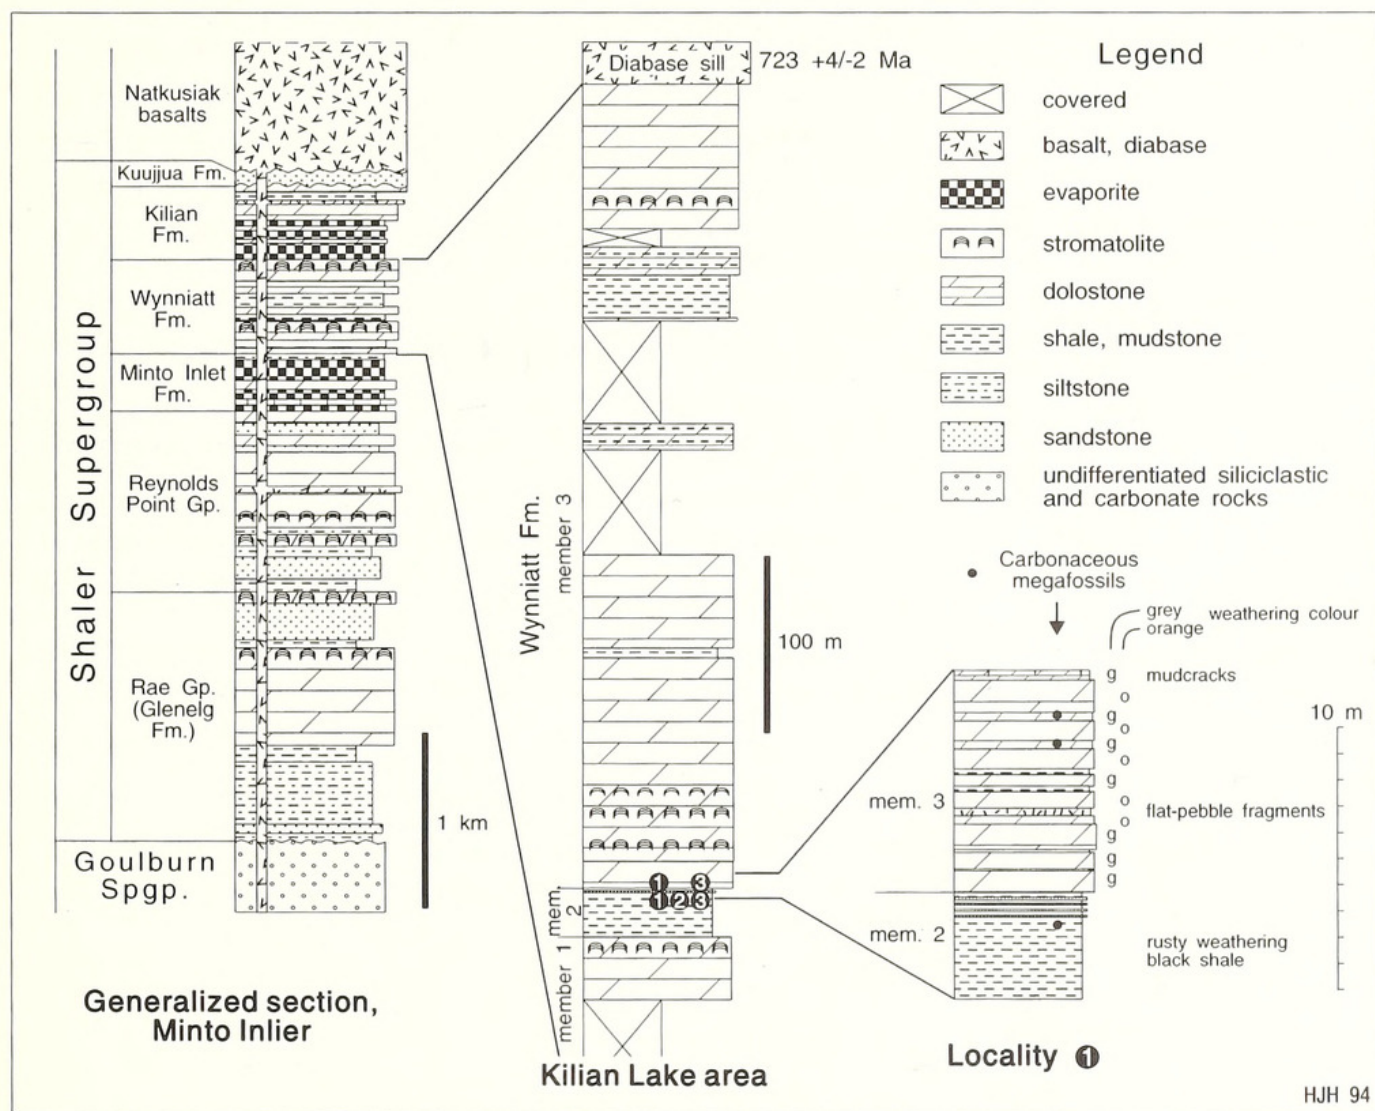 Natkusiak
basalts
Kuujjua Fm.
Kilian
Fm.
Wynniatt
Fm.
Minto Inlet
Fm.
Reynolds
Point Gp.
Rae Gp.
(Glenelg
Fm.)
Shaler Supergroup
Goulburn
Spgp.
1 km
Generalized section,
Minto Inlier
Diabase sill
723 +4/-2 Ma
Wynniatt Fm.
member 3
100 m
mem.
2
member 1
1 3
1 2 3
Kilian Lake area
Legend
covered
basalt, diabase
evaporite
stromatolite
dolostone
shale, mudstone
siltstone
sandstone
undifferentiated siliciclastic
and carbonate rocks
Carbonaceous
megafossils
grey
orange
weathering colour
g
mudcracks
o
g
o
g
o
g
o
flat-pebble fragments
o
g
g
g
10 m
mem. 3
mem. 2
rusty weathering
black shale
Locality 1
HJH 94